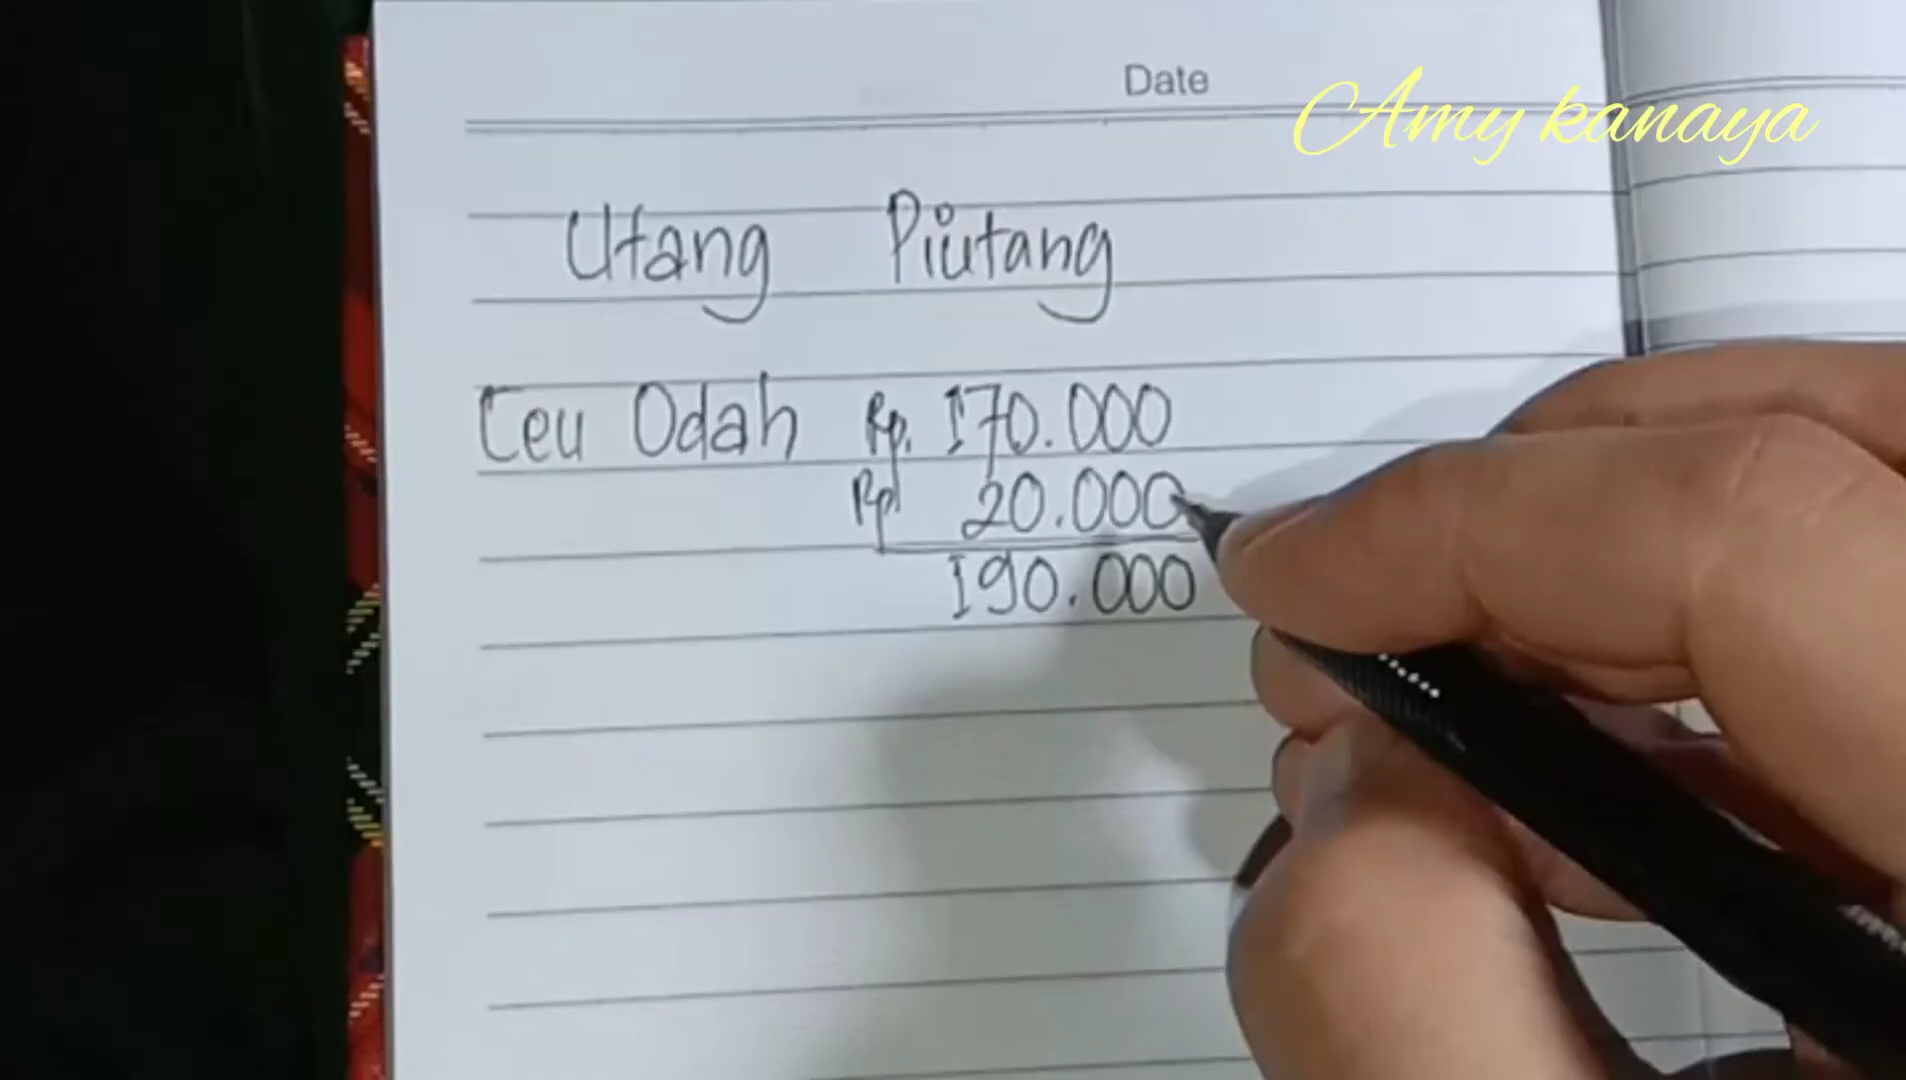 Date
Amy kanaya
Utang Piutang
Ceu Odah Rp. 170.000
Rp 20.000
190.000